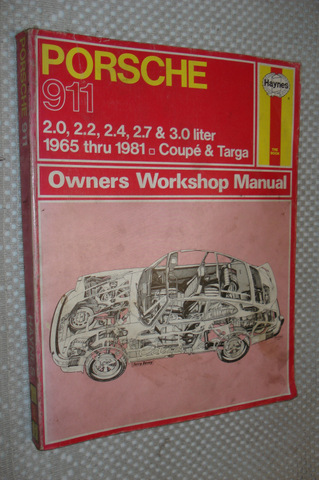 PORSCHE
911
2.0, 2.2, 2.4, 2.7 & 3.0 liter
1965 thru 1981 ▫ Coupé & Targa
Haynes
Owners Workshop Manual
PORSCHE 911